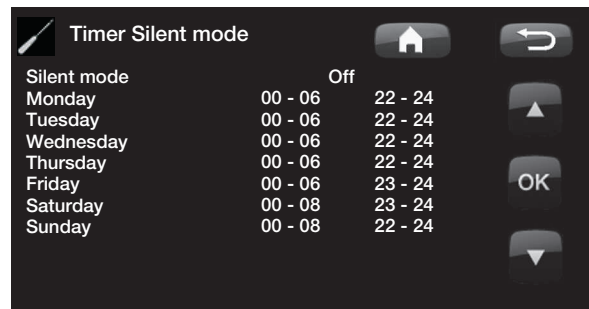 Timer Silent mode
Silent mode Off
Monday 00 - 06 22 - 24
Tuesday 00 - 06 22 - 24
Wednesday 00 - 06 22 - 24
Thursday 00 - 06 22 - 24
Friday 00 - 06 23 - 24
Saturday 00 - 08 23 - 24
Sunday 00 - 08 22 - 24
OK